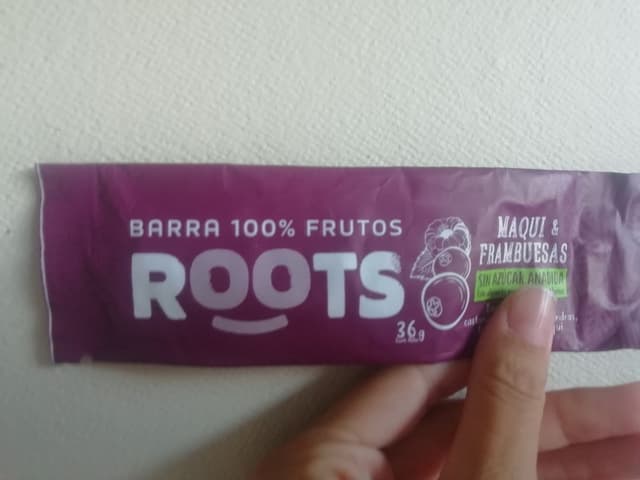 BARRA 100% FRUTOS
ROOTS
MAQUI &
FRAMBUESAS
SIN AZÚCAR AÑADIDA
36g